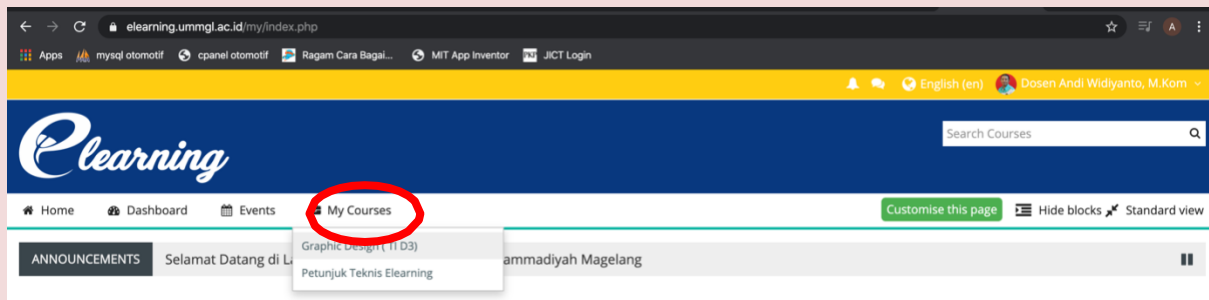 elearning.ummgl.ac.id/my/index.php A
Apps mysql otomotif cpanel otomotif Ragam Cara Bagai... MIT App Inventor JICT Login
English (en) Dosen Andi Widiyanto, M.Kom
elearning Search Courses
Home Dashboard Events My Courses Customise this page Hide blocks Standard view
Graphic Design ( TI D3)
ANNOUNCEMENTS Selamat Datang di ammadiyah Magelang
Petunjuk Teknis Elearning